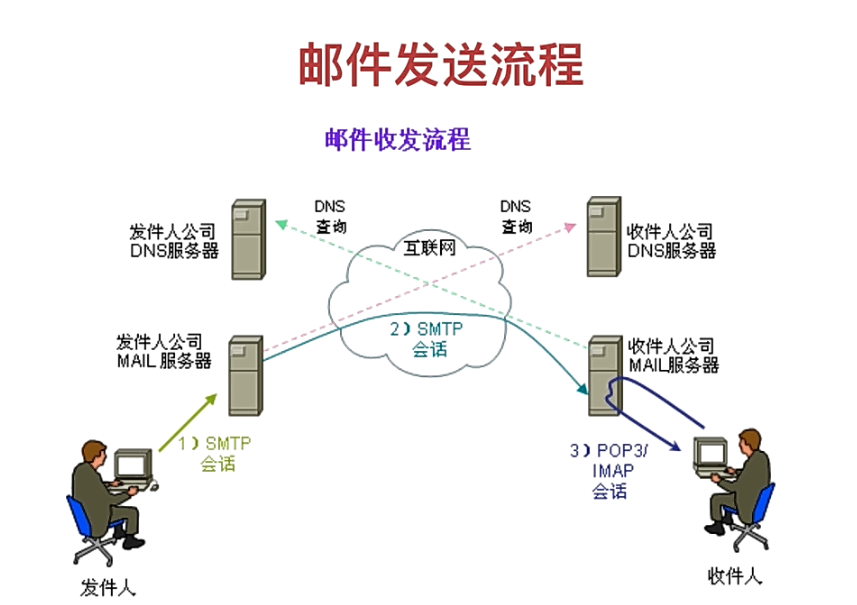 邮件发送流程
邮件收发流程
DNS
查询
DNS
查询
发件人公司
DNS服务器
互联网
收件人公司
DNS服务器
发件人公司
MAIL 服务器
2）SMTP
会话
收件人公司
MAIL服务器
1）SMTP
会话
3）POP3/
IMAP
会话
发件人
收件人